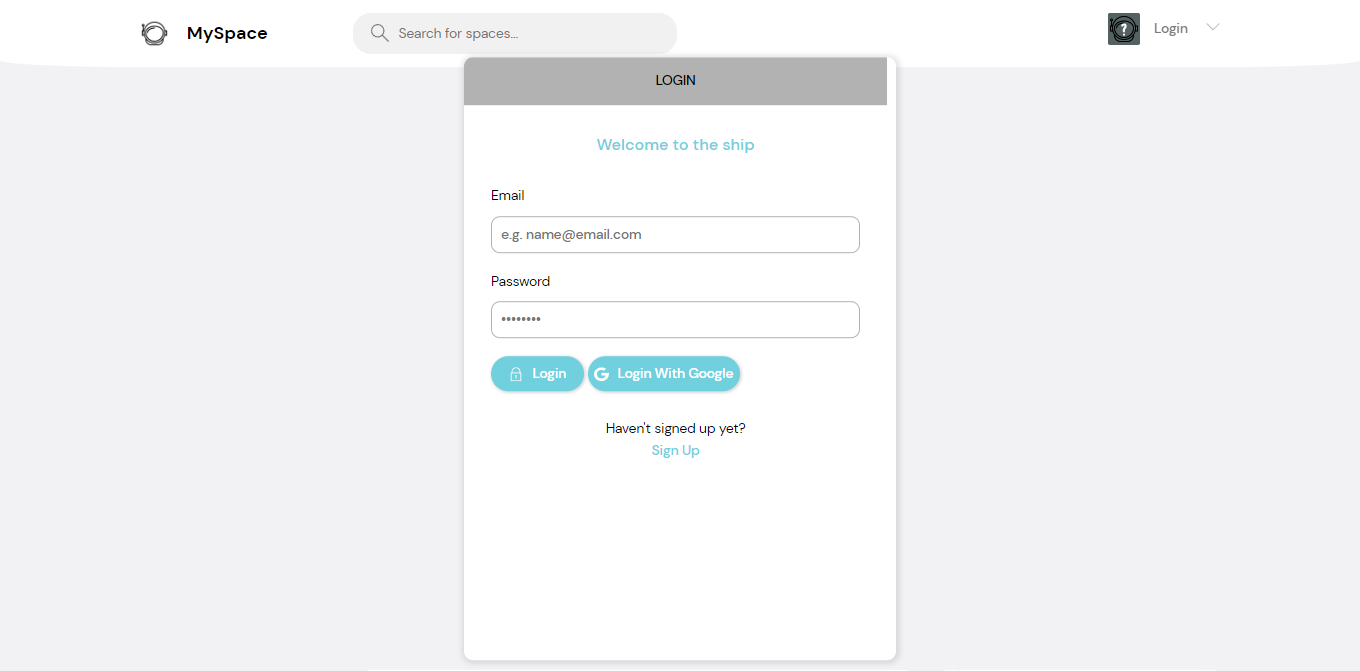 MySpace
Search for spaces...
?
Login
LOGIN
Welcome to the ship
Email
e.g. name@email.com
Password
••••••••
Login
Login With Google
Haven't signed up yet?
Sign Up